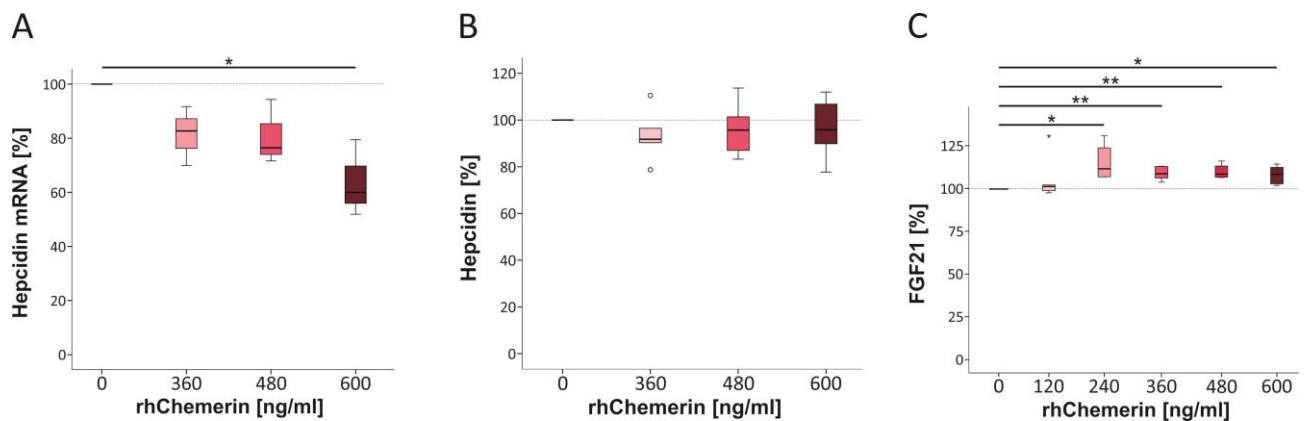 A
Hepcidin mRNA [%]
100
80
60
40
20
0
*
0 360 480 600
rhChemerin [ng/ml]
B
Hepcidin [%]
120
100
80
60
40
20
0
0 360 480 600
rhChemerin [ng/ml]
C
*
**
**
*
*
FGF21 [%]
125
100
75
50
25
0
0 120 240 360 480 600
rhChemerin [ng/ml]